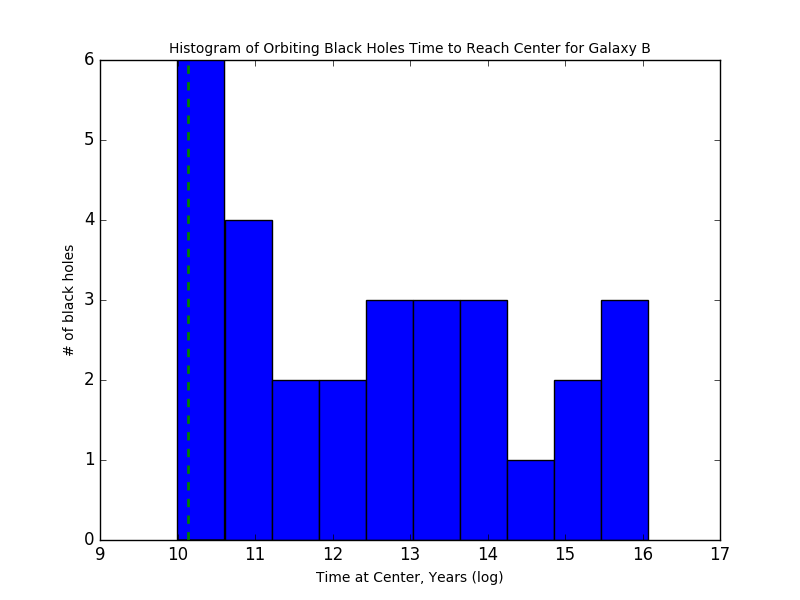 Histogram of Orbiting Black Holes Time to Reach Center for Galaxy B
6
5
4
3
2
1
0
# of black holes
9 10 11 12 13 14 15 16 17
Time at Center, Years (log)